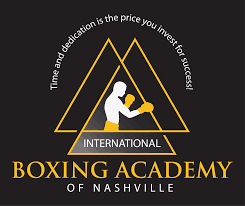 Time and dedication is the price you invest for success!
INTERNATIONAL
BOXING ACADEMY
OF NASHVILLE